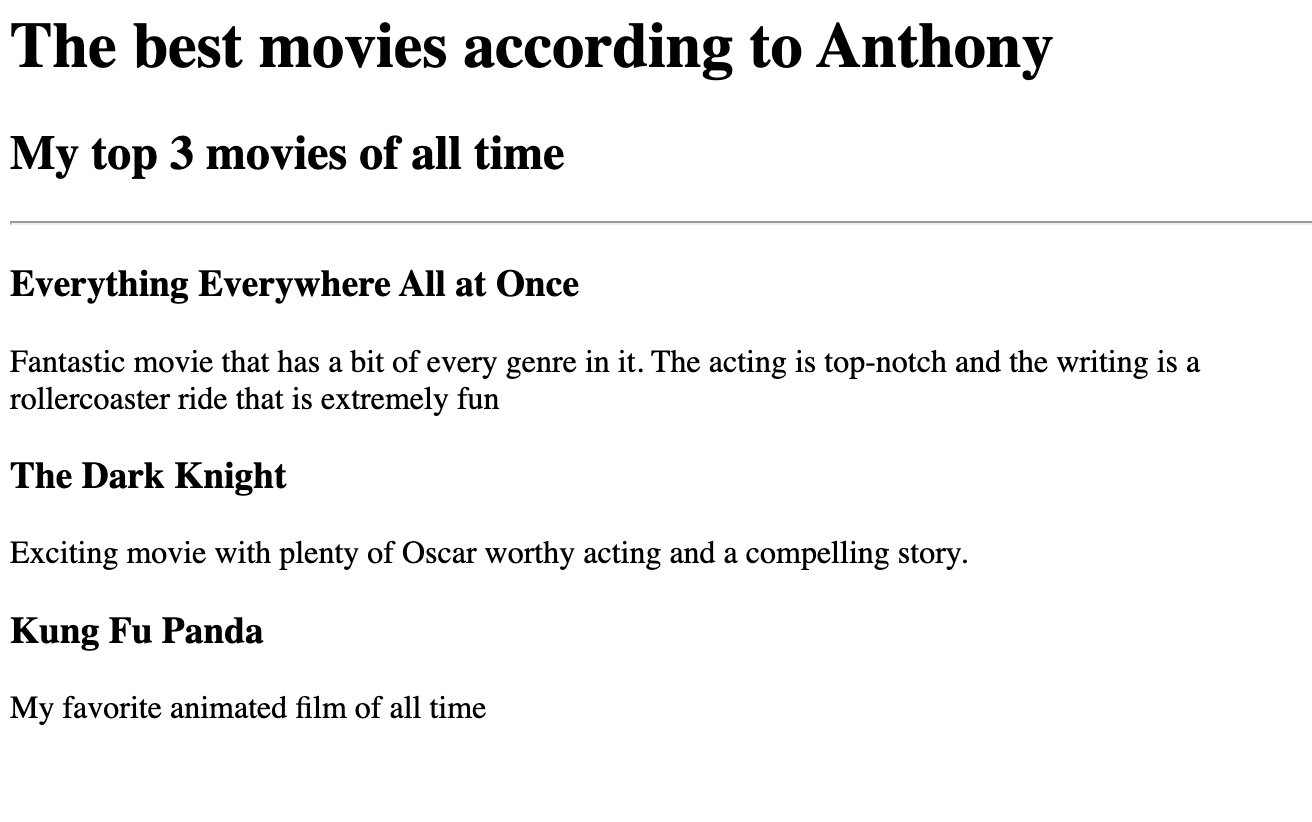 The best movies according to Anthony
My top 3 movies of all time
Everything Everywhere All at Once
Fantastic movie that has a bit of every genre in it. The acting is top-notch and the writing is a
rollercoaster ride that is extremely fun
The Dark Knight
Exciting movie with plenty of Oscar worthy acting and a compelling story.
Kung Fu Panda
My favorite animated film of all time